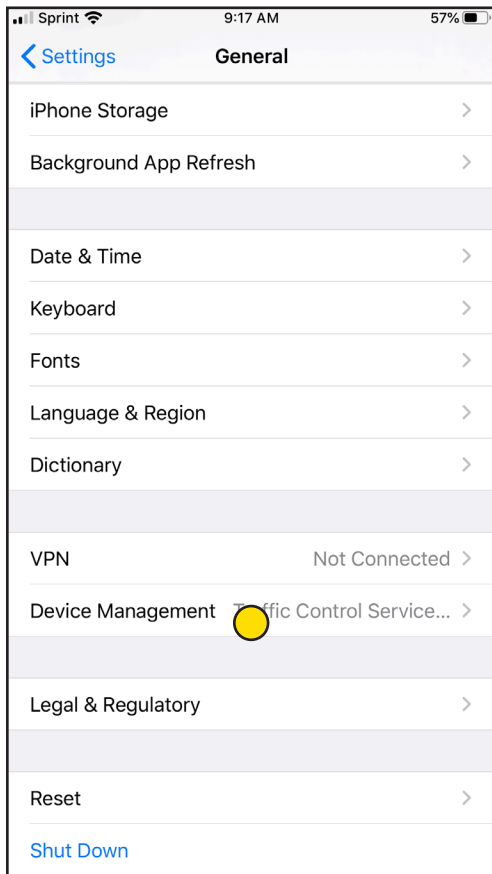 Sprint 9:17 AM 57%
Settings General
iPhone Storage
Background App Refresh
Date & Time
Keyboard
Fonts
Language & Region
Dictionary
VPN Not Connected
Device Management Control Service...
Legal & Regulatory
Reset
Shut Down